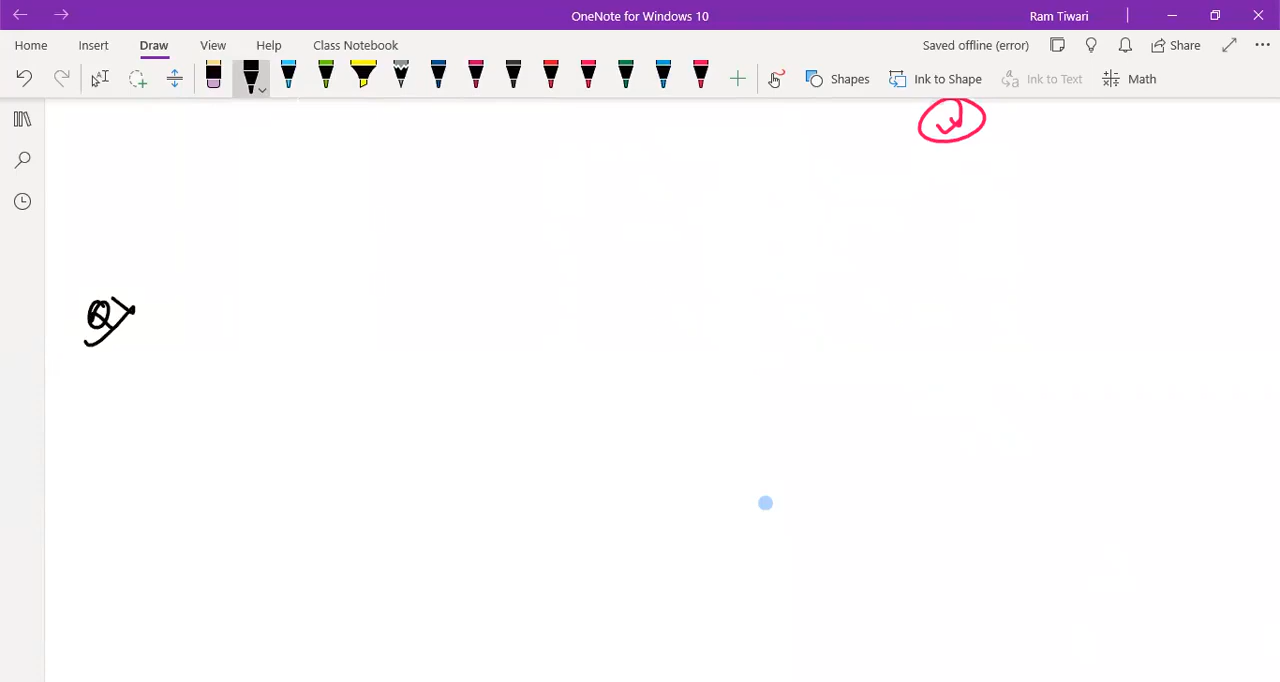 OneNote for Windows 10
Ram Tiwari
Home Insert Draw View Help Class Notebook
Saved offline (error) Share
Shapes Ink to Shape Ink to Text Math
Q>